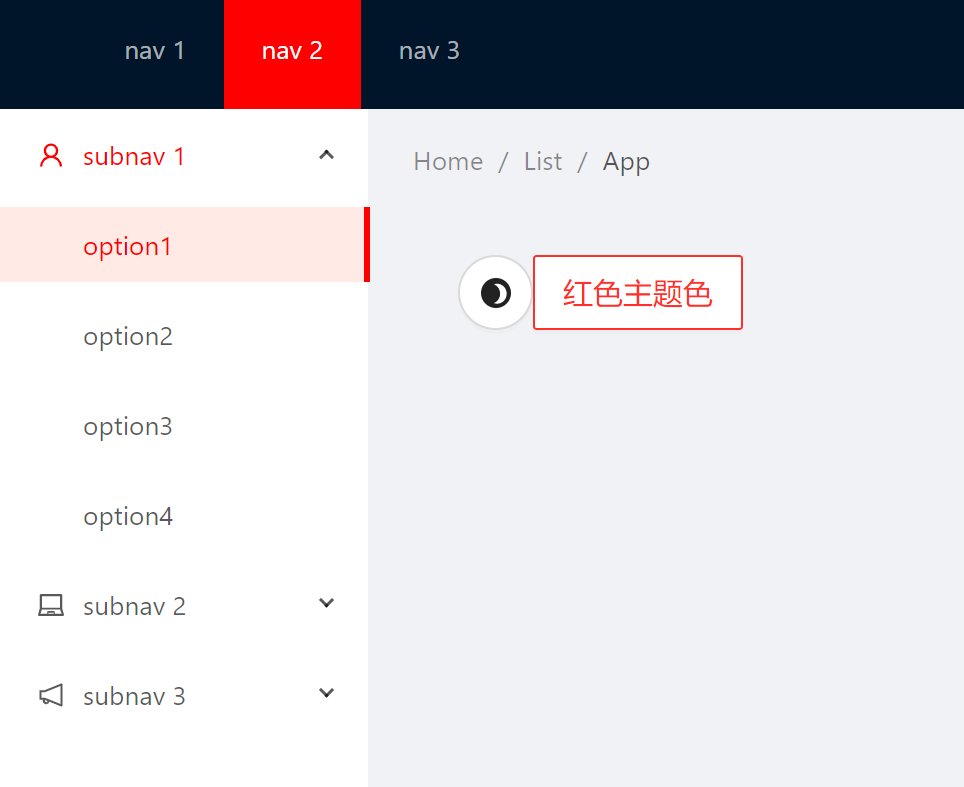 nav 1 nav 2 nav 3
subnav 1
option1
option2
option3
option4
subnav 2
subnav 3
Home / List / App
红色主题色